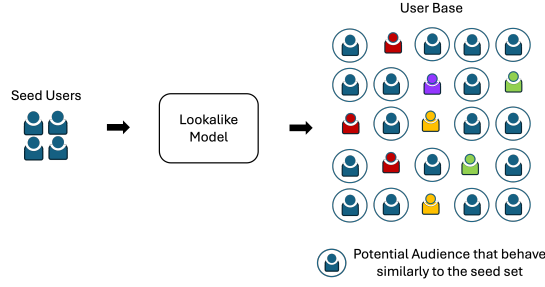 User Base
Seed Users
Lookalike
Model
Potential Audience that behave
similarly to the seed set